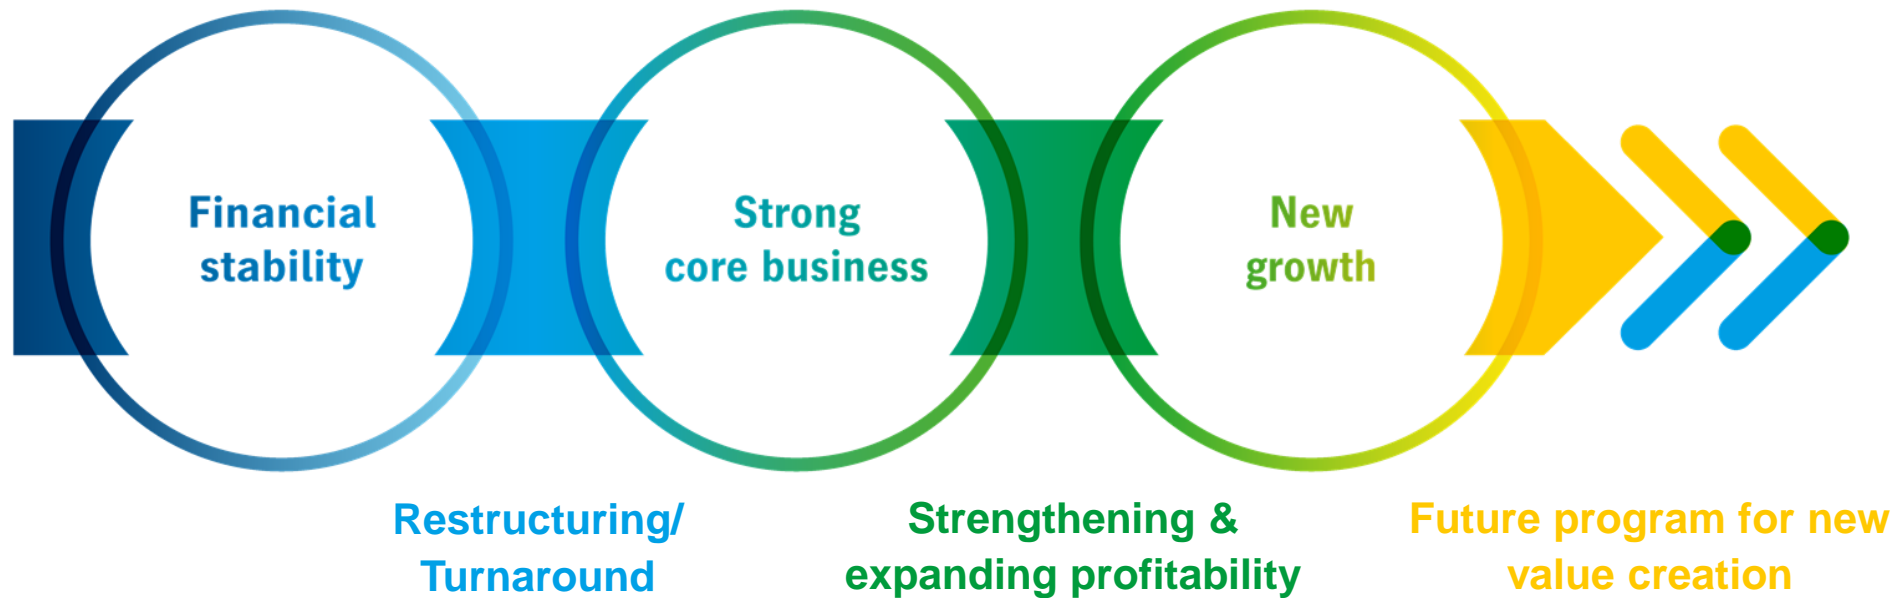 Financial
stability
Strong
core business
New
growth
Restructuring/
Turnaround
Strengthening &
expanding profitability
Future program for new
value creation